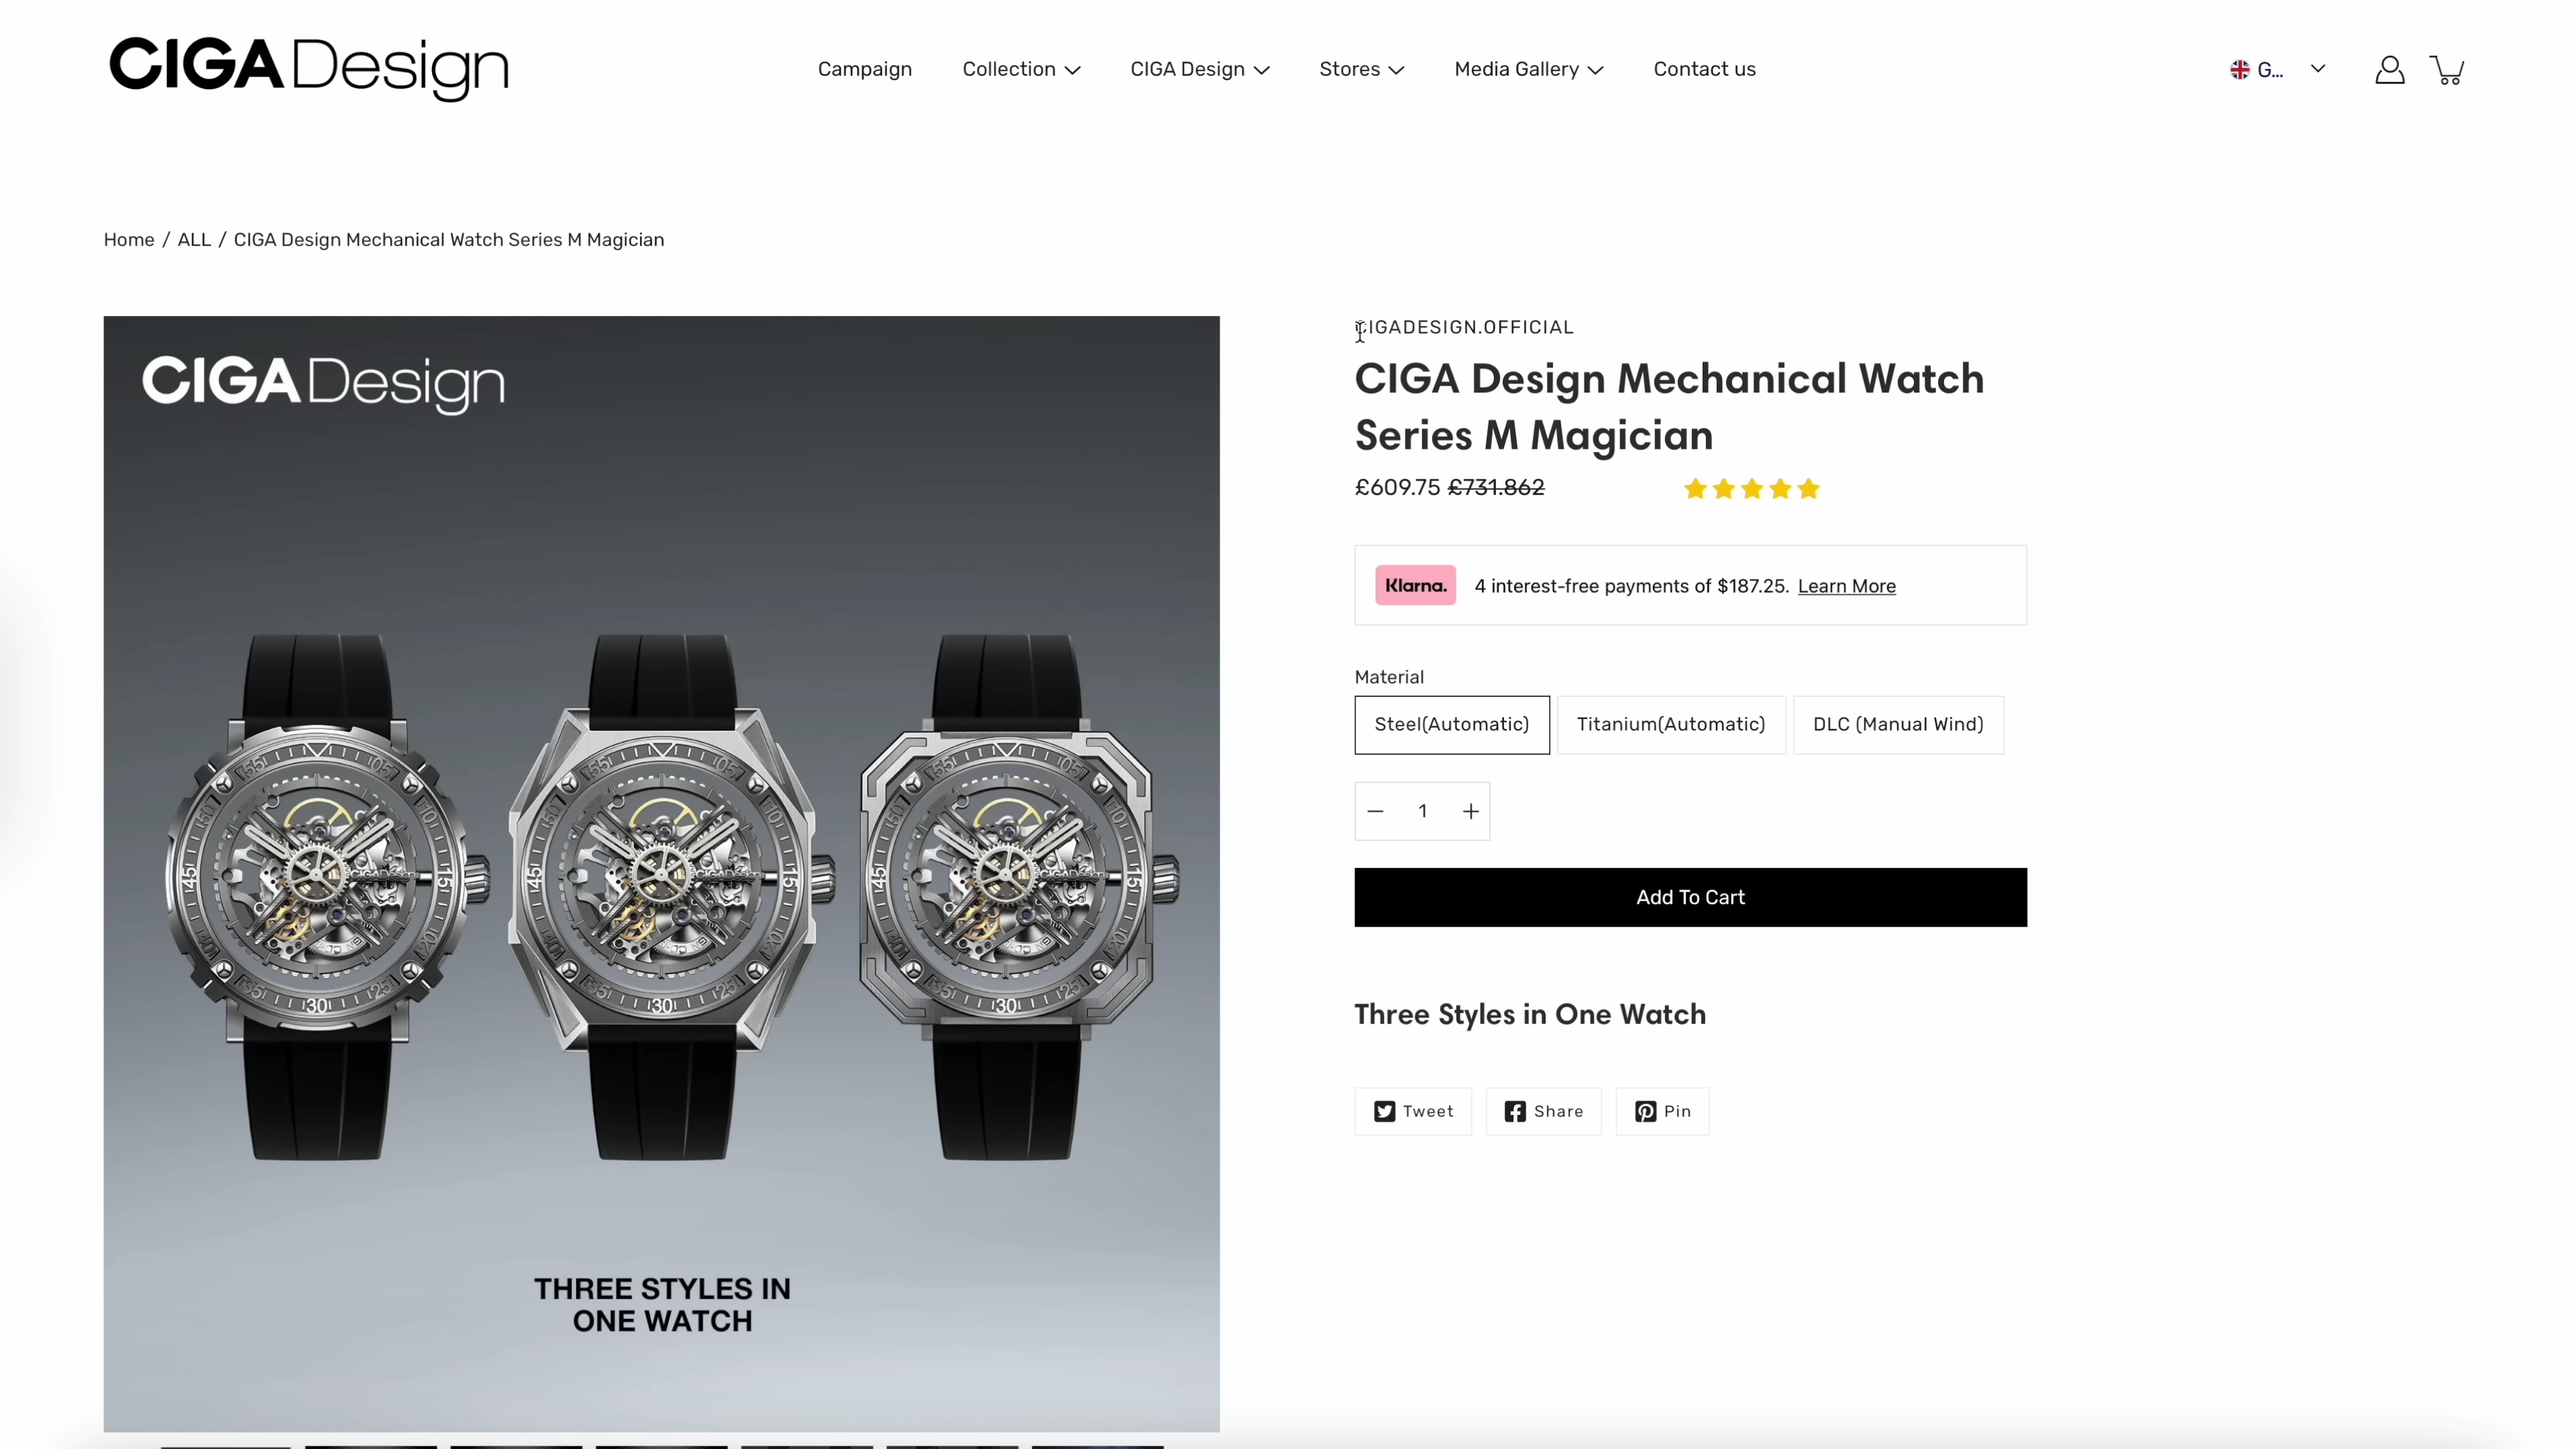 CIGA Design
Campaign
Collection
CIGA Design
Stores
Media Gallery
Contact us
G...
Home / ALL / CIGA Design Mechanical Watch Series M Magician
CIGA Design
THREE STYLES IN
ONE WATCH
CIGADESIGN.OFFICIAL
CIGA Design Mechanical Watch
Series M Magician
£609.75 £731.862
Klarna. 4 interest-free payments of $187.25. Learn More
Material
Steel(Automatic)
Titanium(Automatic)
DLC (Manual Wind)
1
Add To Cart
Three Styles in One Watch
Tweet
Share
Pin